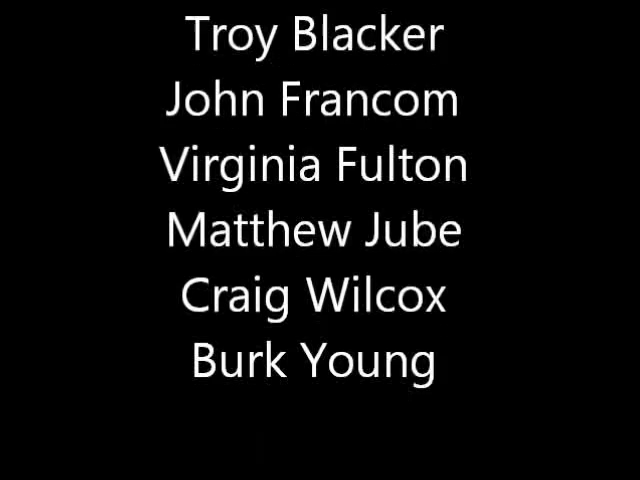 Troy Blacker
John Francom
Virginia Fulton
Matthew Jube
Craig Wilcox
Burk Young